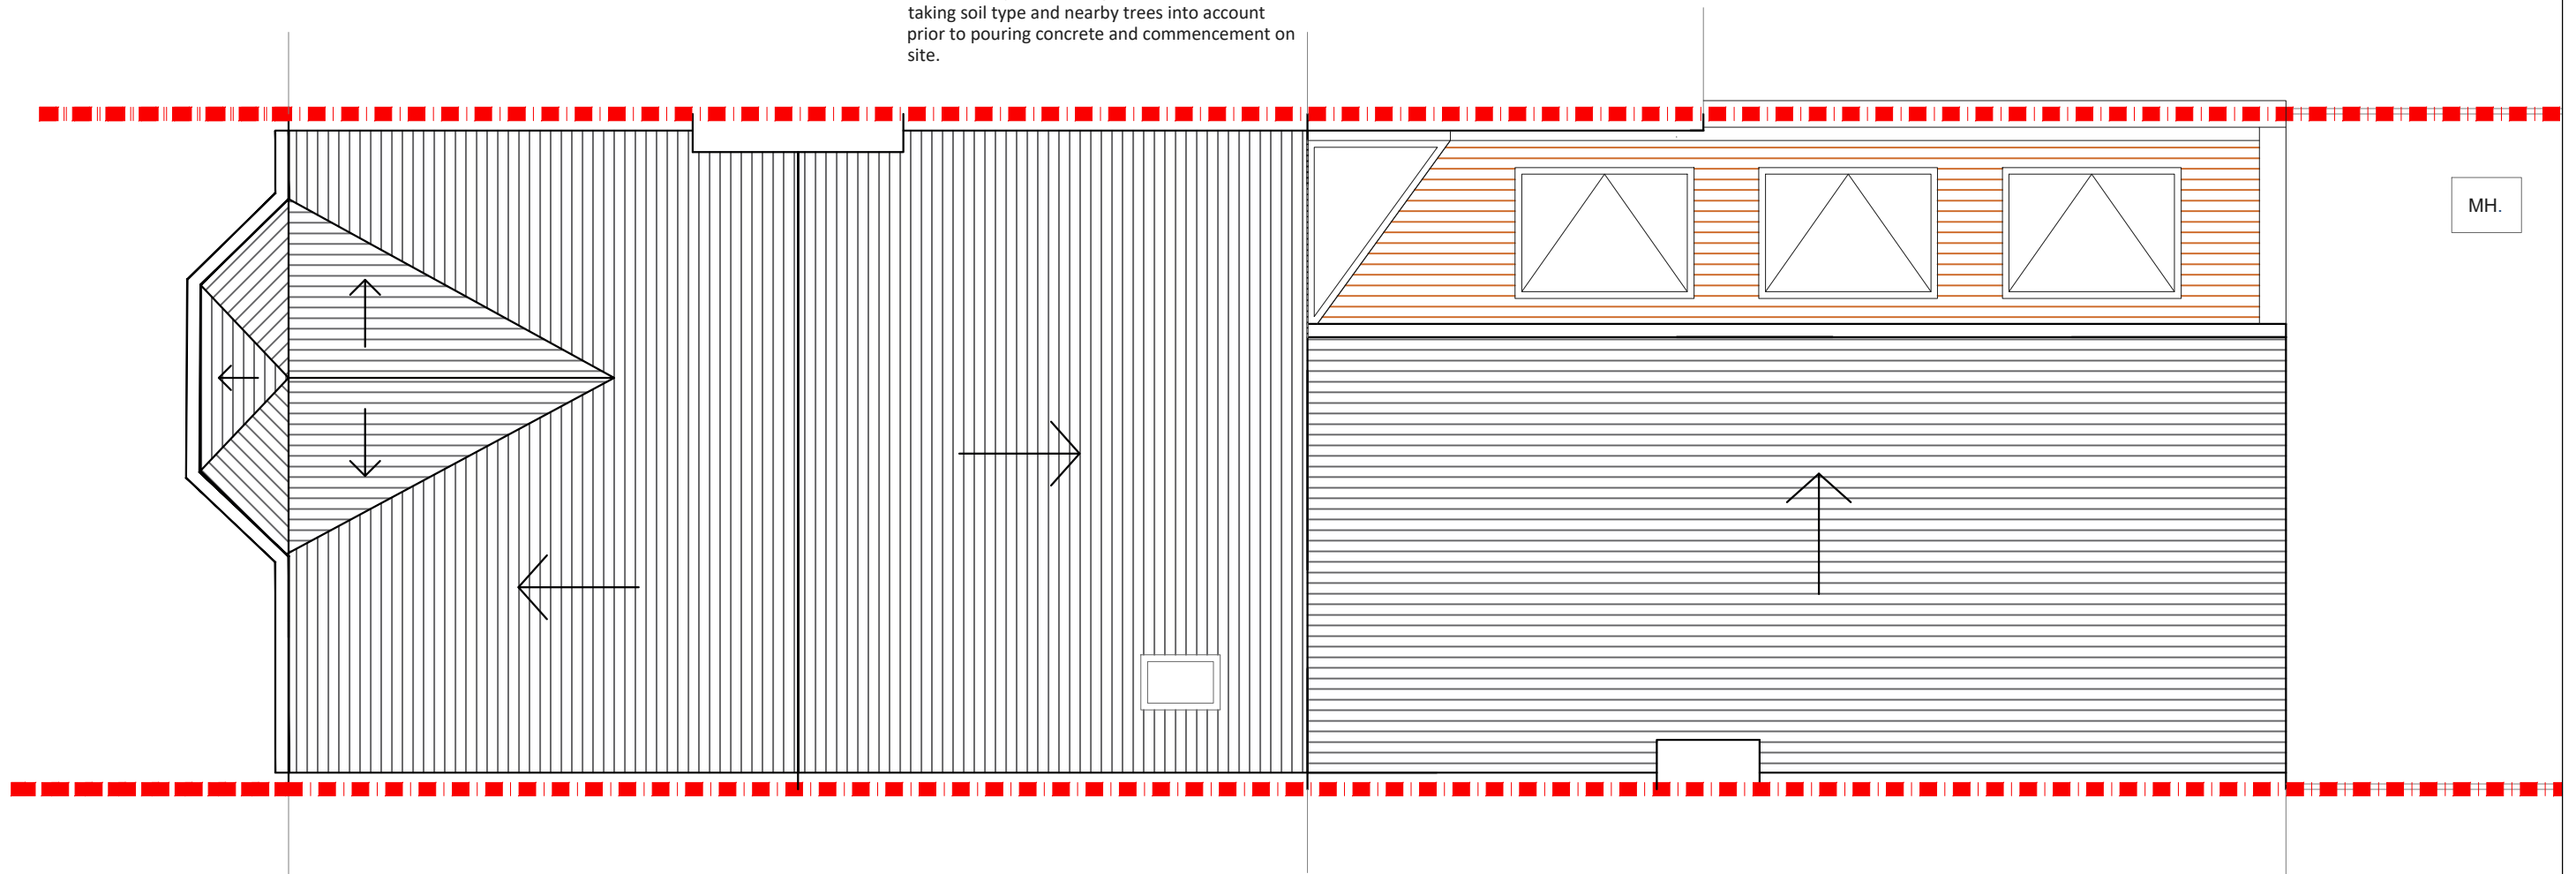 taking soil type and nearby trees into account
prior to pouring concrete and commencement on
site.
MH.